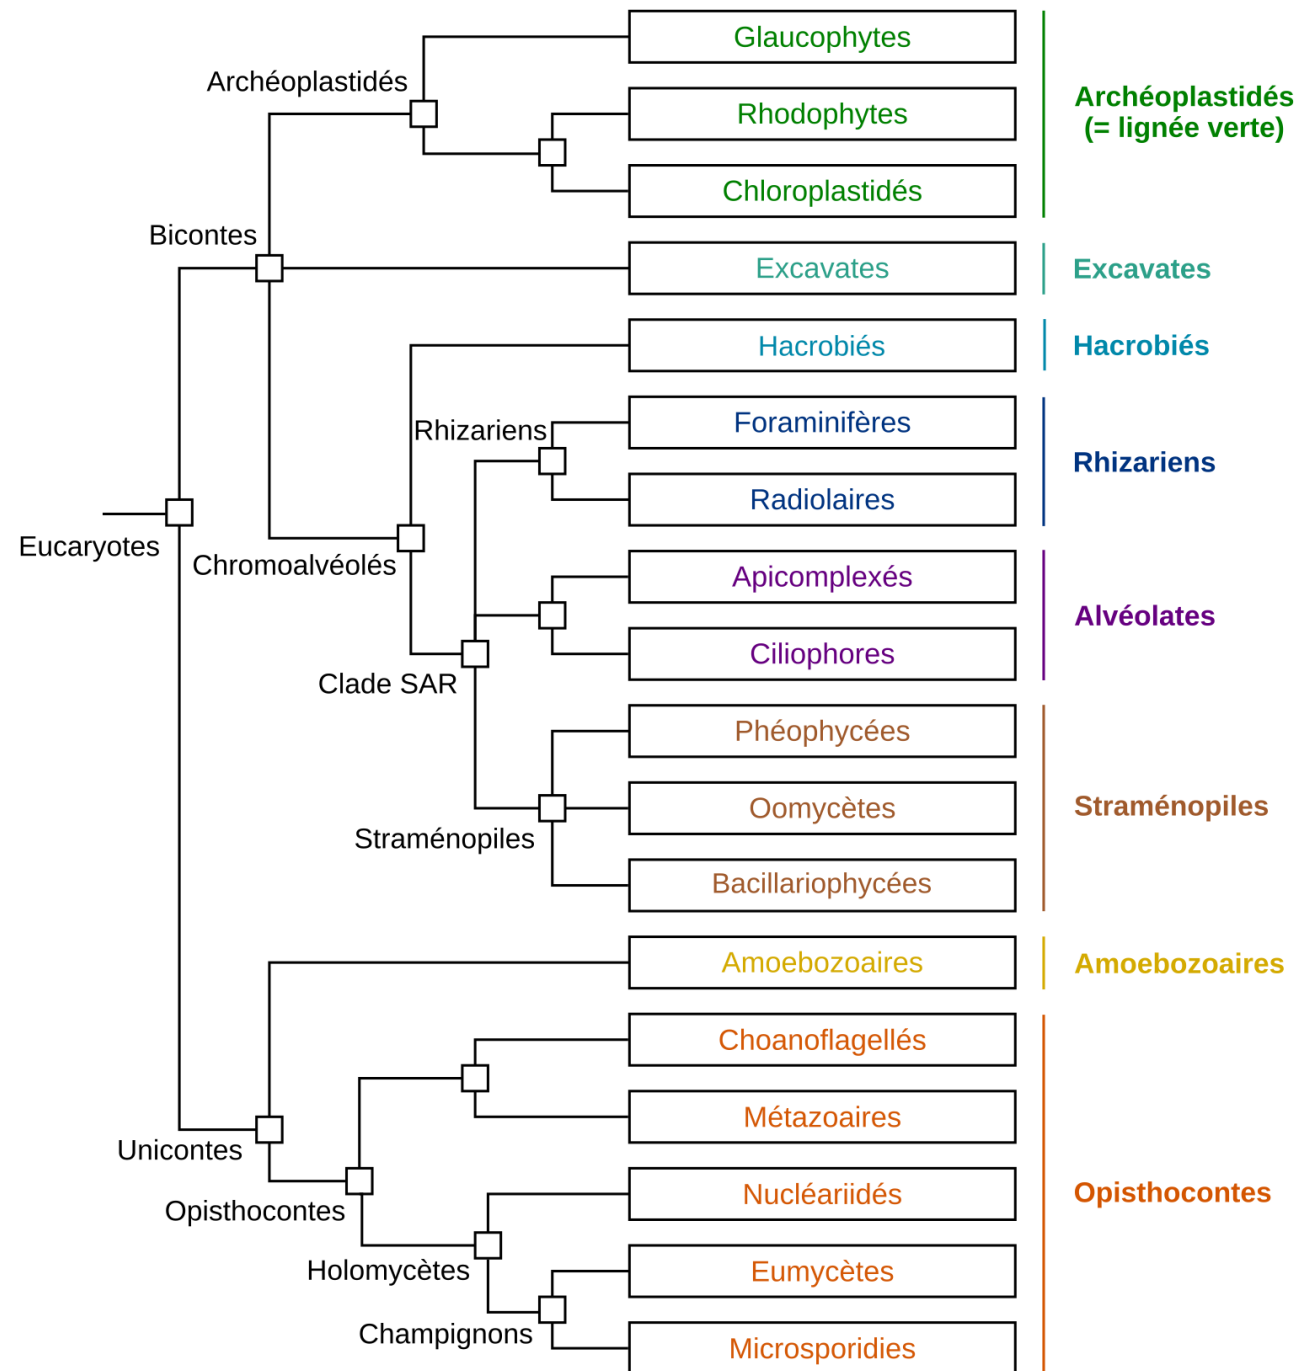 Glaucophytes
Archéoplastidés
Archéoplastidés
(= lignée verte)
Rhodophytes
Chloroplastidés
Bicontes
Excavates
Excavates
Hacrobiés
Hacrobiés
Rhizariens
Foraminifères
Rhizariens
Radiolaires
Eucaryotes
Chromoalvéolés
Apicomplexés
Alvéolates
Ciliophores
Clade SAR
Phéophycées
Oomycètes
Straménopiles
Straménopiles
Bacillariophycées
Amoebozoaires
Amoebozoaires
Choanoflagellés
Métazoaires
Unicontes
Nucléariidés
Opisthocontes
Opisthocontes
Holomycètes
Eumycètes
Champignons
Microsporidies